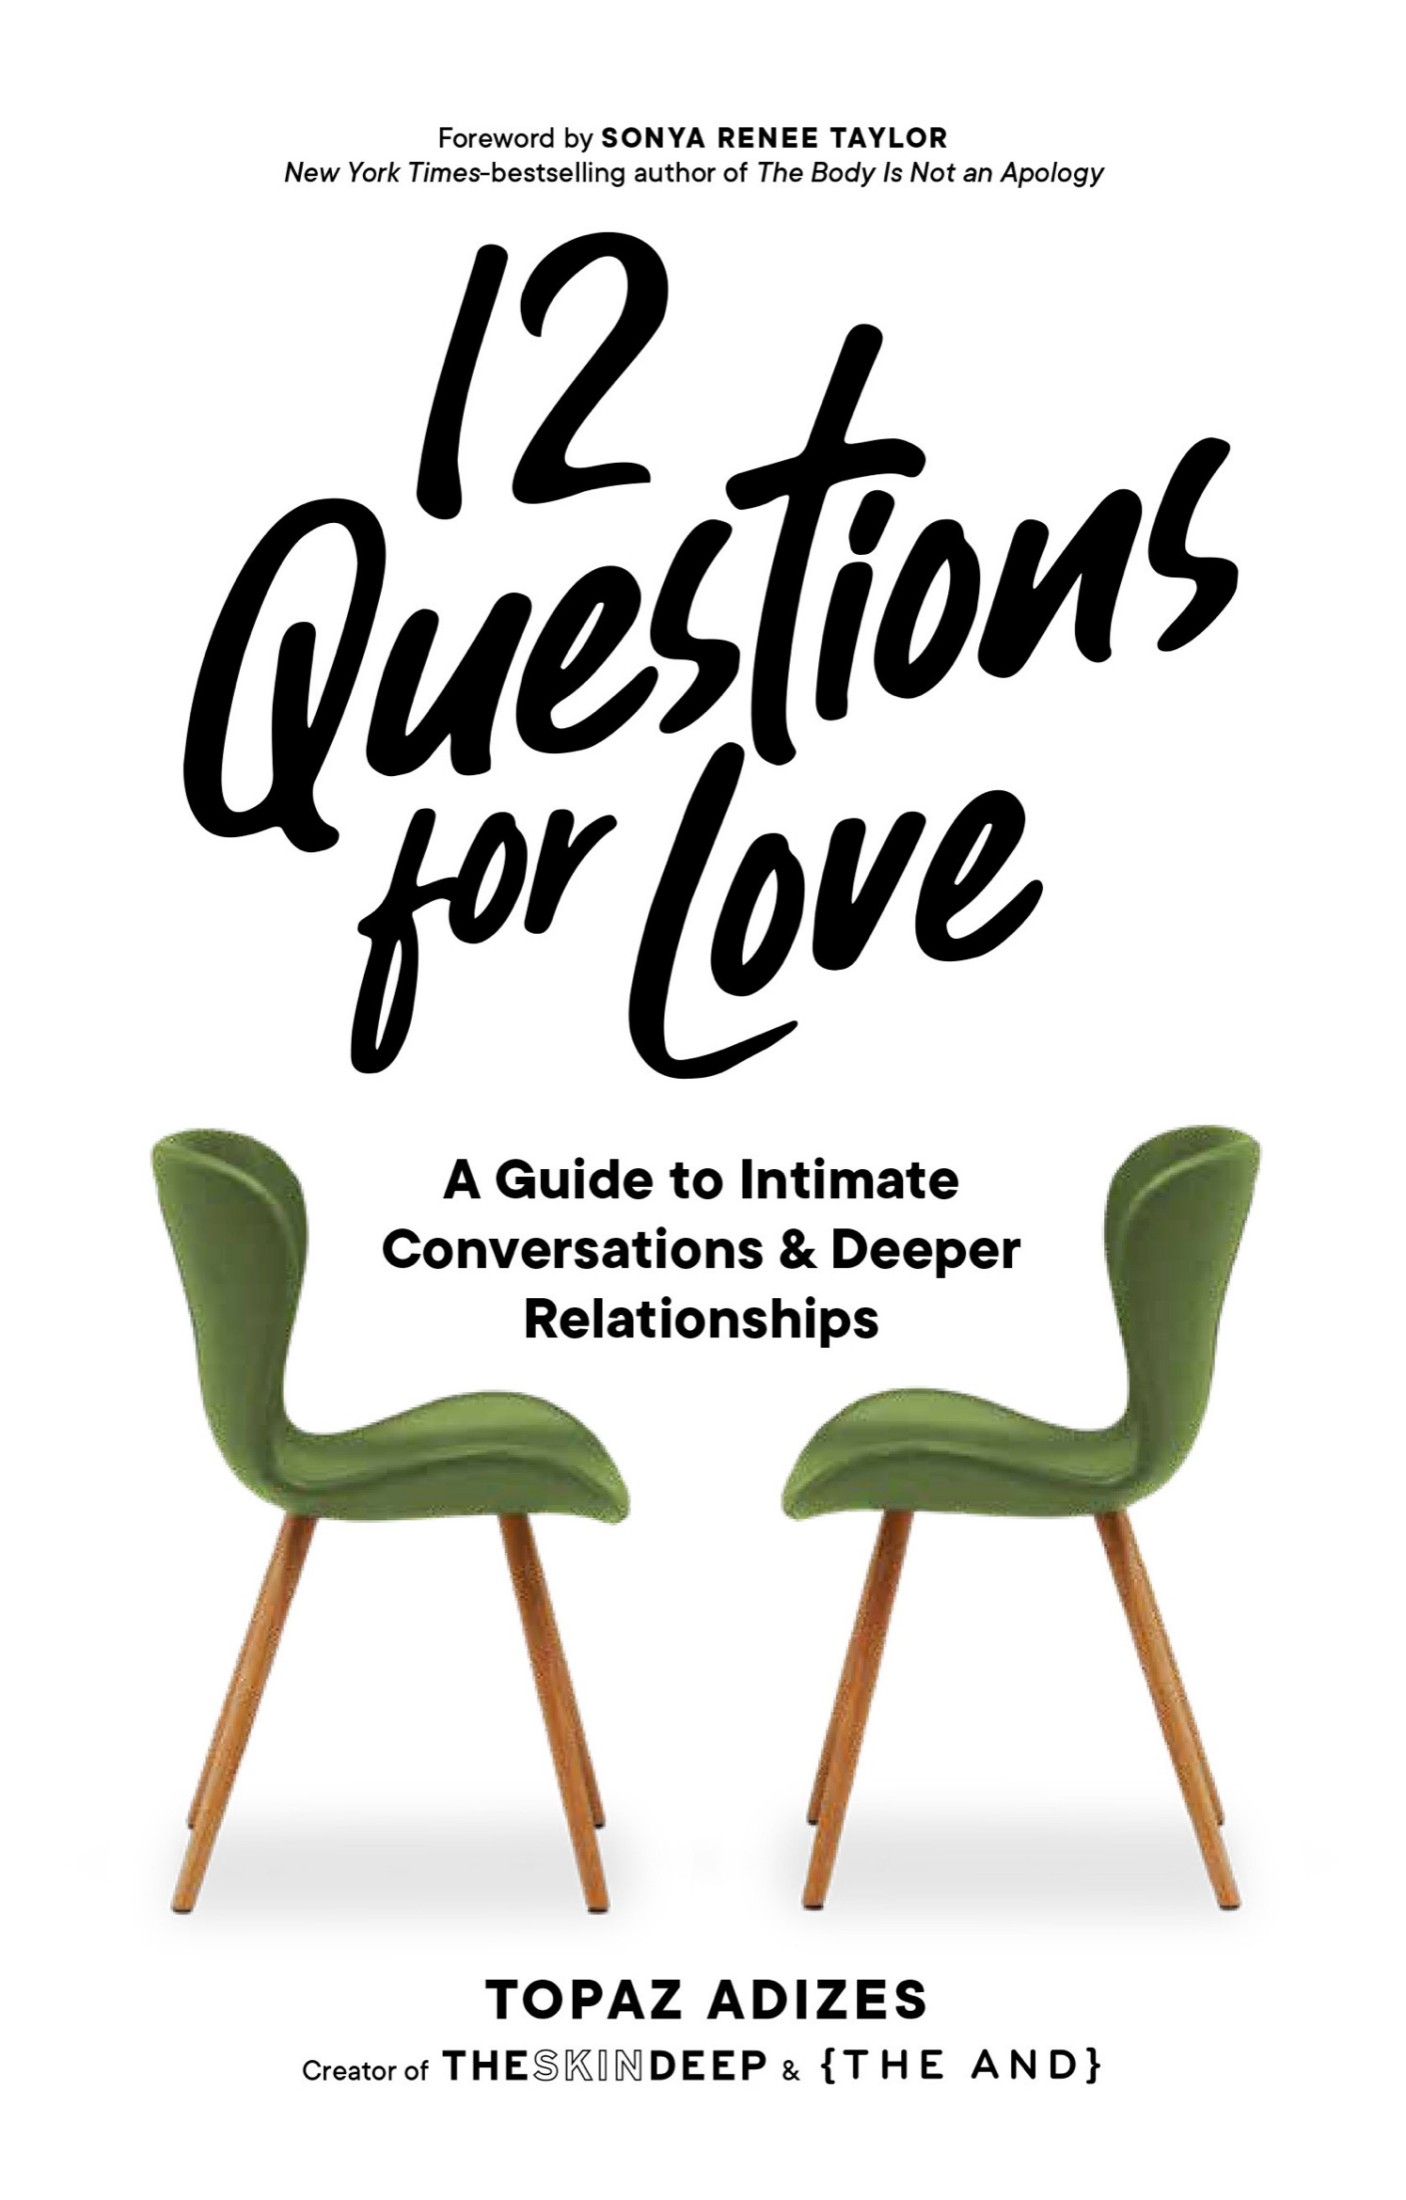 Foreword by SONYA RENEE TAYLOR
New York Times-bestselling author of The Body Is Not an Apology
12
Questions
for Love
A Guide to Intimate
Conversations & Deeper
Relationships
TOPAZ ADIZES
Creator of THESKINDEEP & {THE AND}